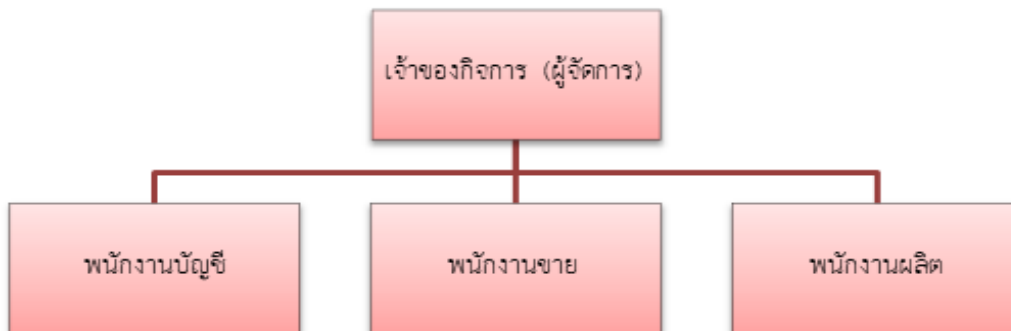 เจ้าของกิจการ (ผู้จัดการ)
พนักงานบัญชี
พนักงานขาย
พนักงานผลิต